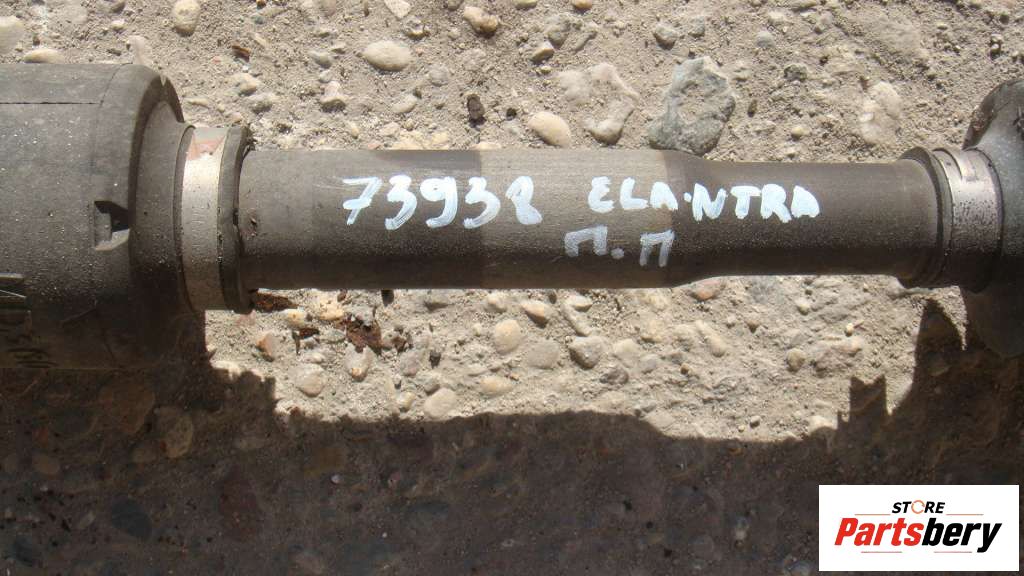 73938 ELANTRA
П.П
STORE
Partsbery